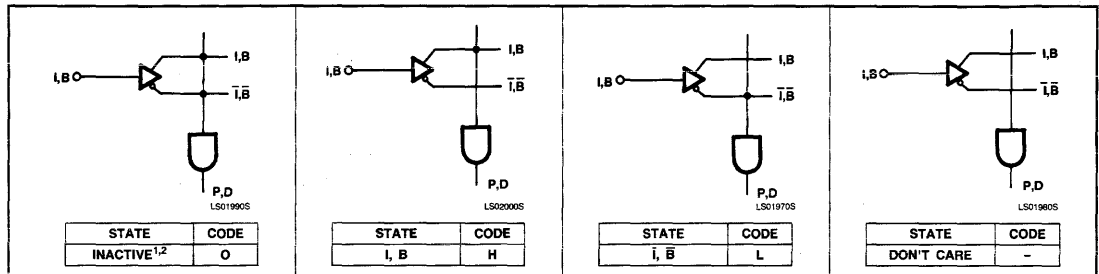 I,B
I,B
I̅,B̅
P,D
LS01990S
STATE CODE
INACTIVE1,2 O
I,B
I,B
I̅,B̅
P,D
LS02000S
STATE CODE
I, B H
I,B
I,B
I̅,B̅
P,D
LS01970S
STATE CODE
I̅, B̅ L
I,B
I,B
I̅,B̅
P,D
LS01980S
STATE CODE
DON'T CARE –